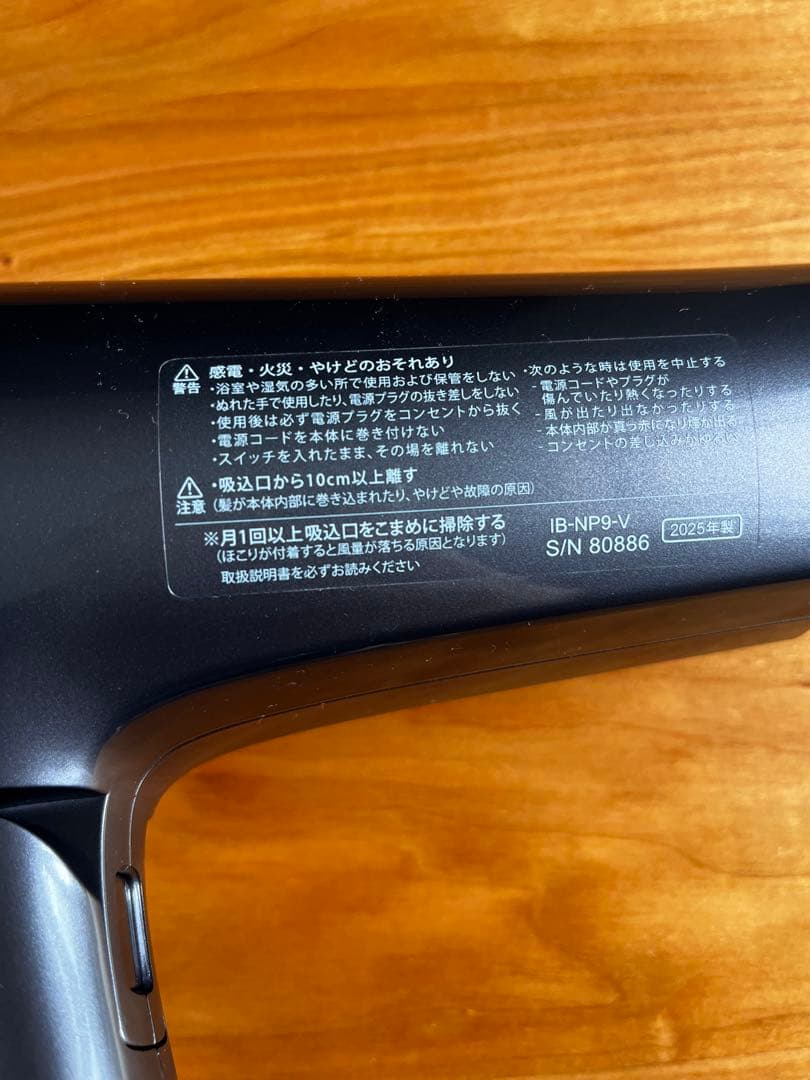 警告
感電・火災・やけどのおそれあり
・浴室や湿気の多い所で使用および保管をしない
・ぬれた手で使用したり、電源プラグの抜き差しをしない
・使用後は必ず電源プラグをコンセントから抜く
・電源コードを本体に巻き付けない
・スイッチを入れたまま、その場を離れない
・次のような時は使用を中止する
- 電源コードやプラグが
傷んでいたり熱くなったりする
- 風が出たり出なかったりする
- 本体内部が真っ赤になり煙が出る
- コンセントの差し込みがゆるい
注意
・吸込口から10cm以上離す
(髪が本体内部に巻き込まれたり、やけどや故障の原因)
※月1回以上吸込口をこまめに掃除する
(ほこりが付着すると風量が落ちる原因となります)
取扱説明書を必ずお読みください
IB-NP9-V
S/N 80886
2025年製